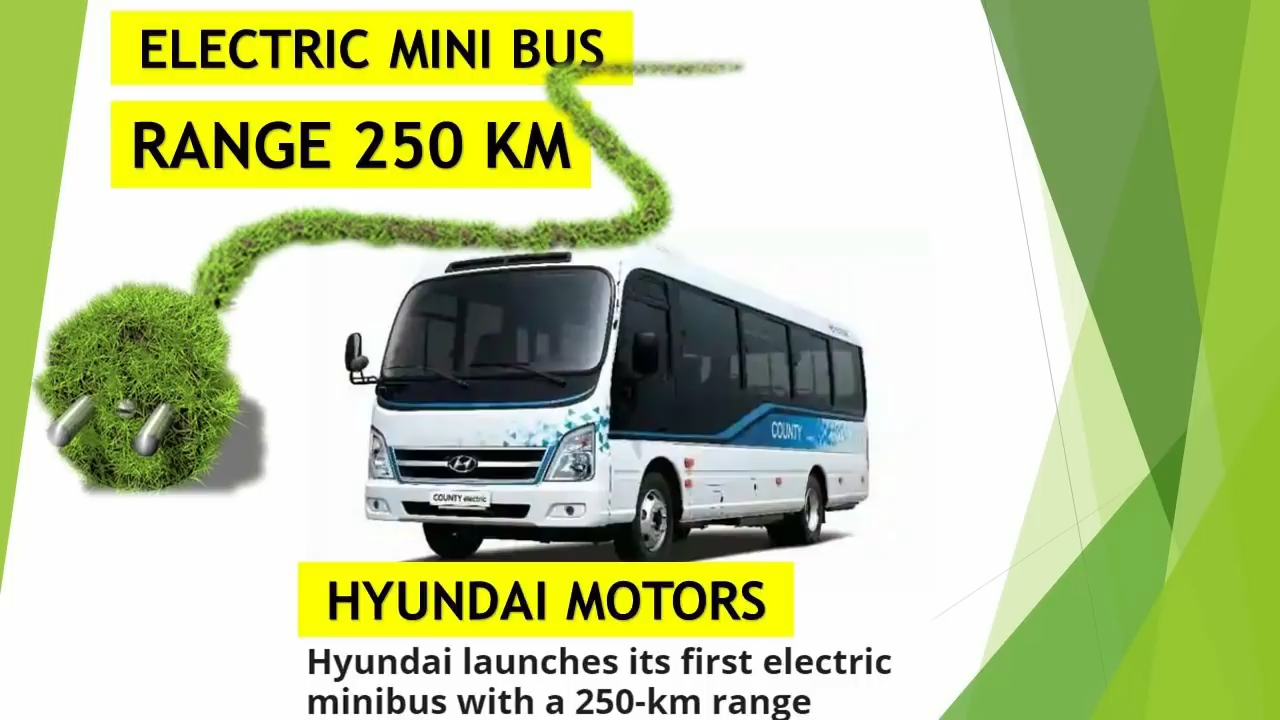 ELECTRIC MINI BUS
RANGE 250 KM
COUNTY
COUNTY electric
HYUNDAI MOTORS
Hyundai launches its first electric
minibus with a 250-km range